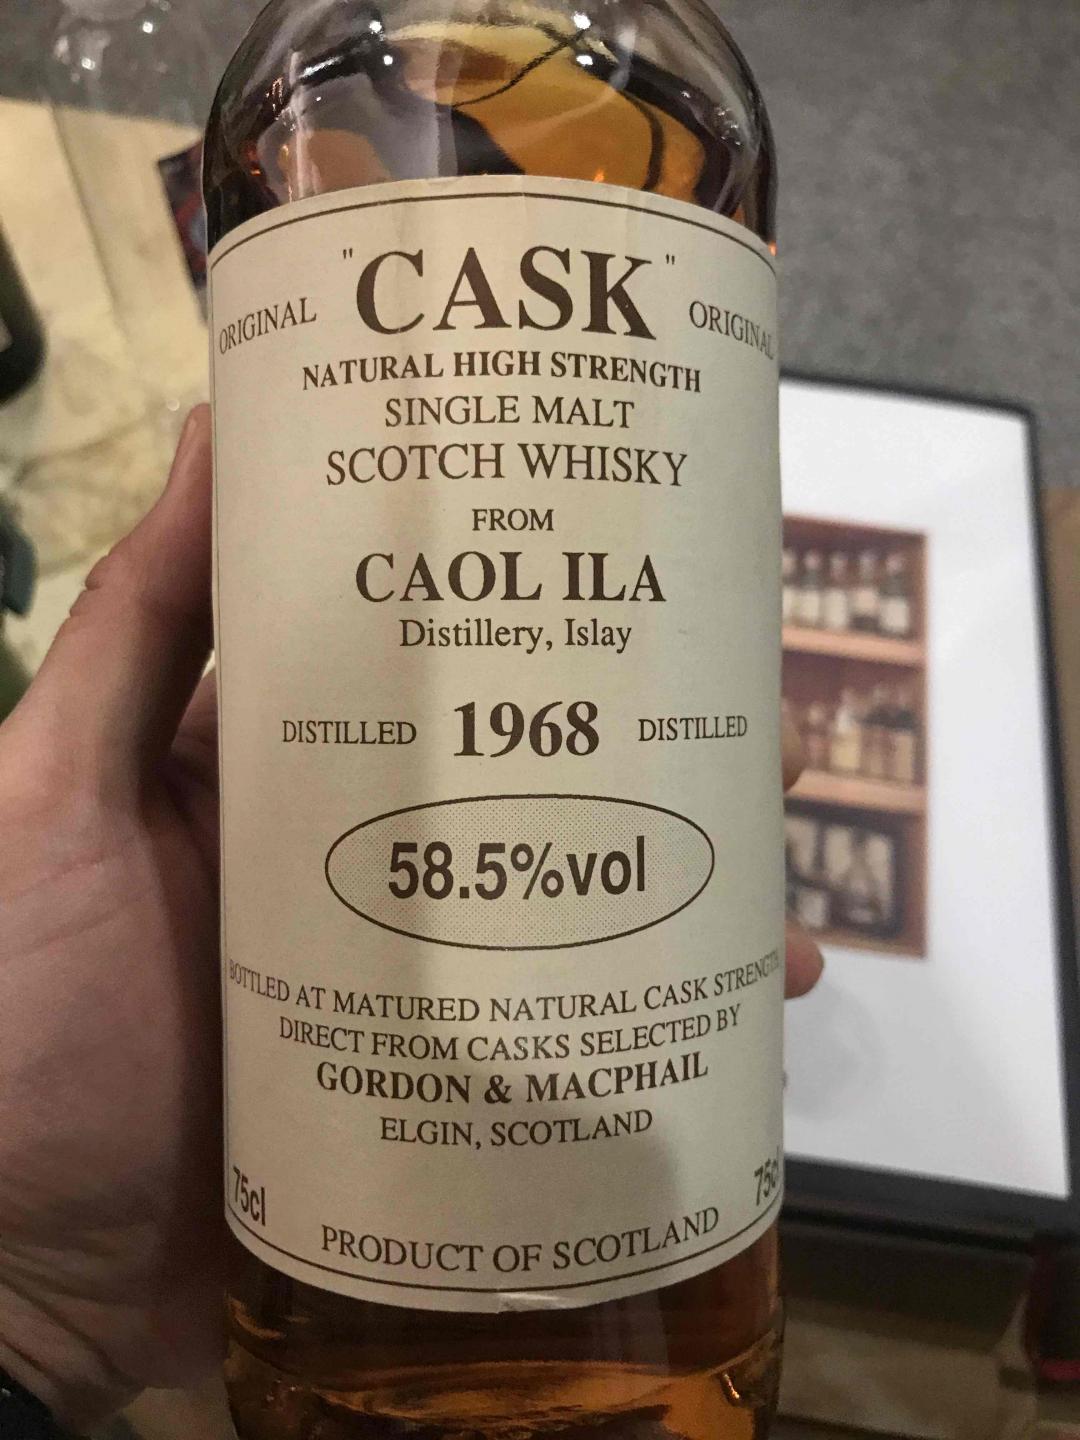 "CASK"
ORIGINAL ORIGINAL
NATURAL HIGH STRENGTH
SINGLE MALT
SCOTCH WHISKY
FROM
CAOL ILA
Distillery, Islay
DISTILLED 1968 DISTILLED
58.5%vol
BOTTLED AT MATURED NATURAL CASK STRENGTH
DIRECT FROM CASKS SELECTED BY
GORDON & MACPHAIL
ELGIN, SCOTLAND
75cl 75cl
PRODUCT OF SCOTLAND